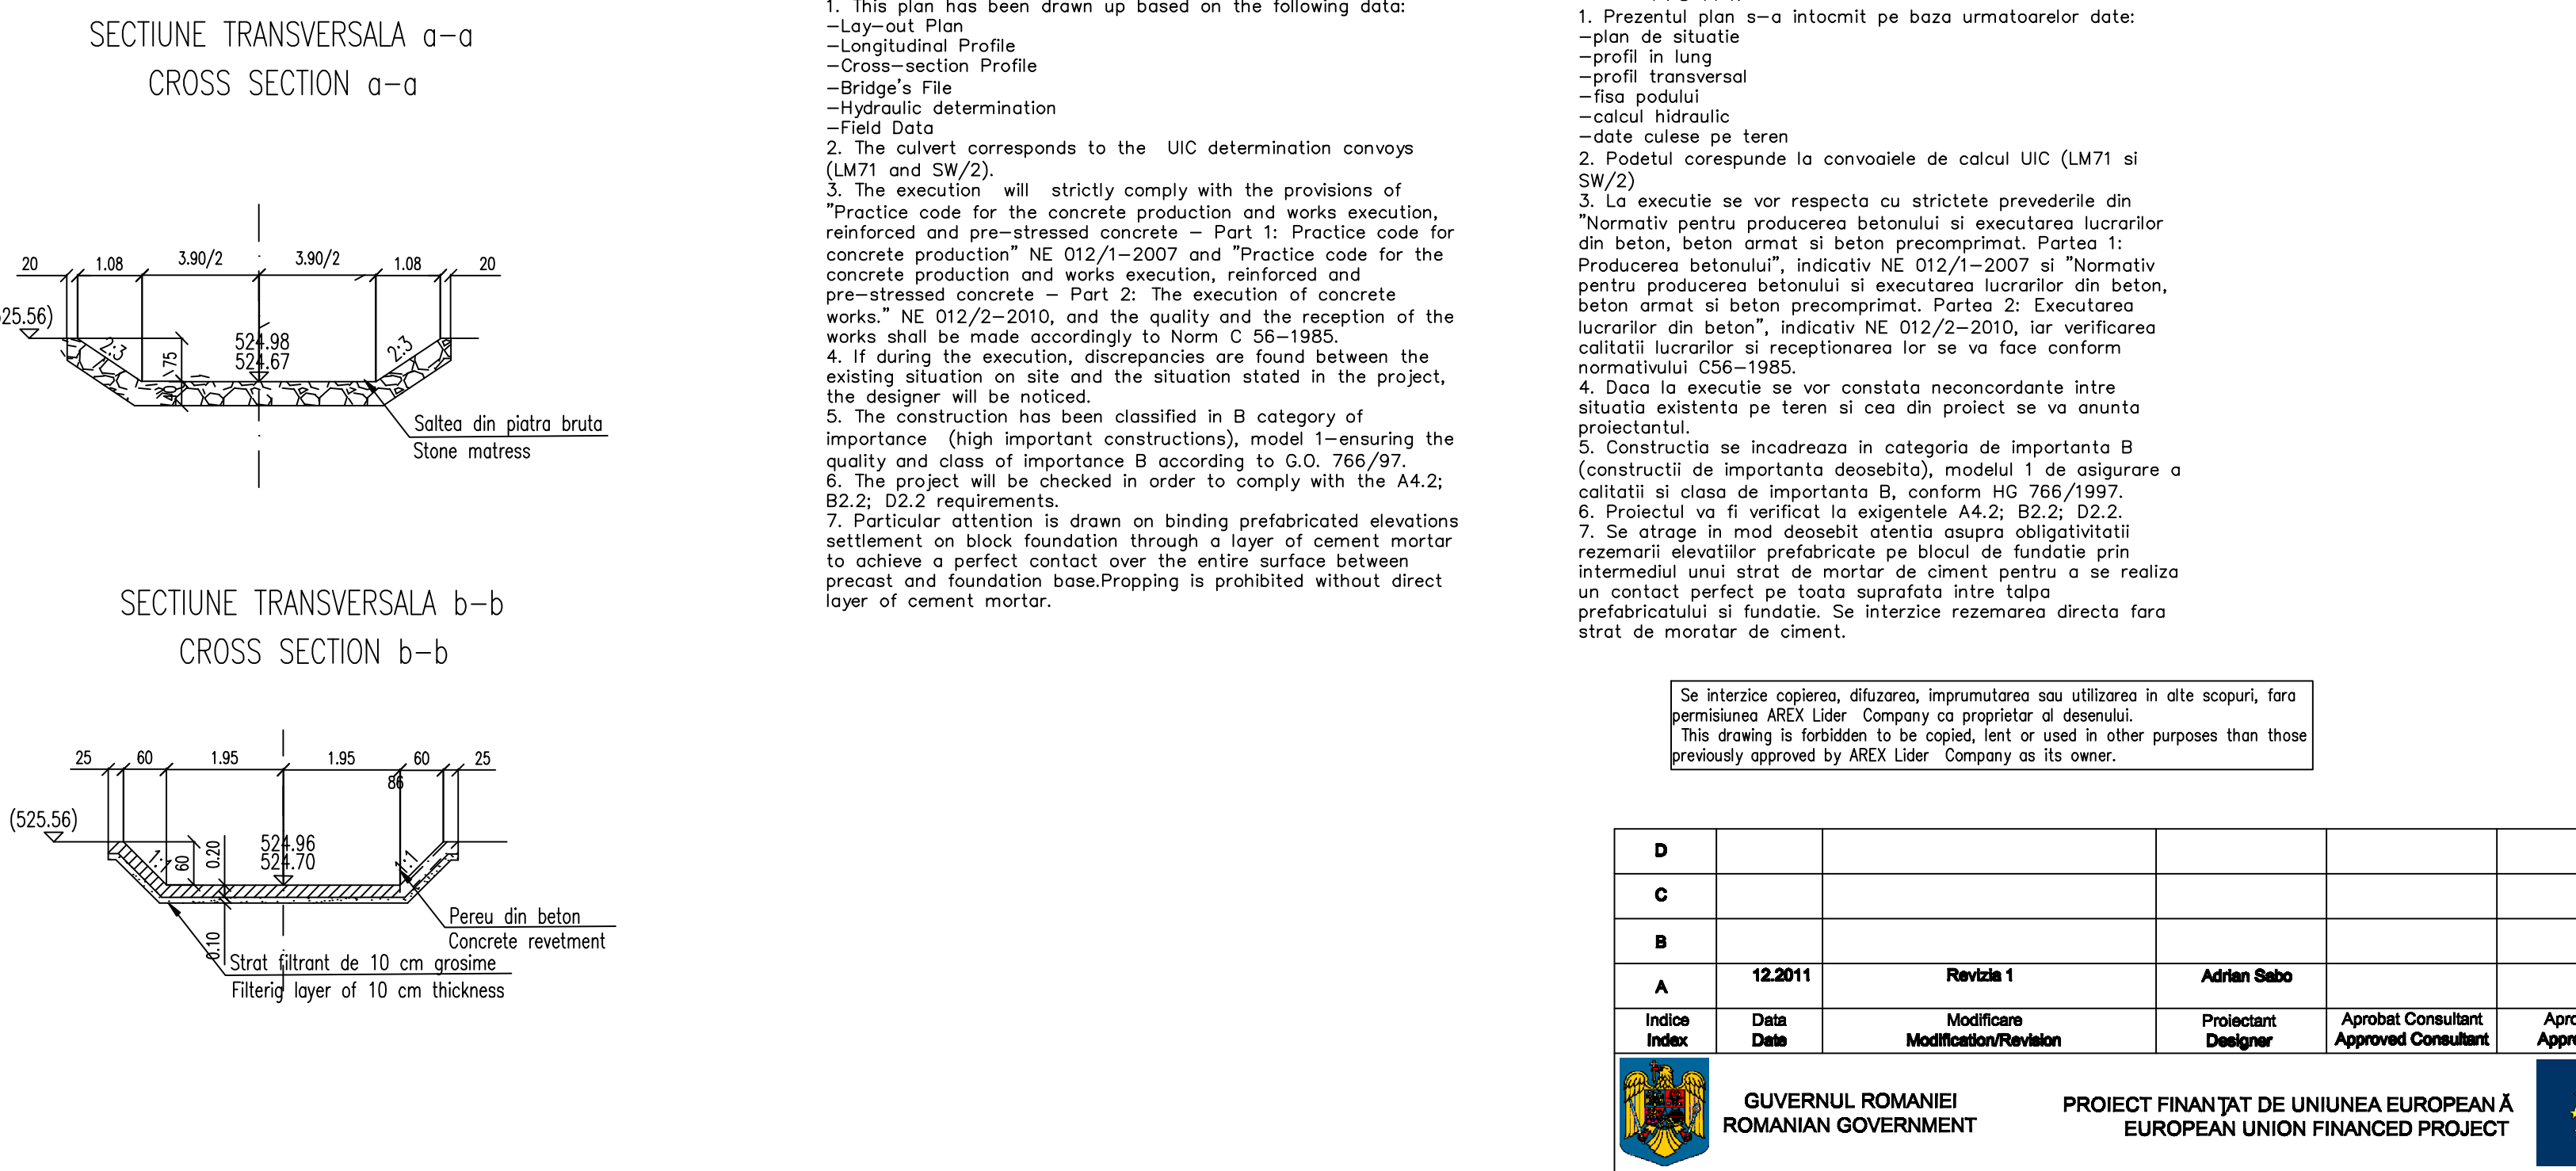 SECTIUNE TRANSVERSALA a-a
CROSS SECTION a-a
20
1.08
3.90/2
3.90/2
1.08
20
25.56)
2:3
75
524.98
524.67
2:3
Saltea din piatra bruta
Stone matress
SECTIUNE TRANSVERSALA b-b
CROSS SECTION b-b
25
60
1.95
1.95
60
25
86
(525.56)
1:1
60
0.20
524.96
524.70
1:1
Pereu din beton
Concrete revetment
0.10
Strat filtrant de 10 cm grosime
Filterig layer of 10 cm thickness
1. This plan has been drawn up based on the following data:
-Lay-out Plan
-Longitudinal Profile
-Cross-section Profile
-Bridge's File
-Hydraulic determination
-Field Data
2. The culvert corresponds to the UIC determination convoys
(LM71 and SW/2).
3. The execution will strictly comply with the provisions of
"Practice code for the concrete production and works execution,
reinforced and pre-stressed concrete - Part 1: Practice code for
concrete production" NE 012/1-2007 and "Practice code for the
concrete production and works execution, reinforced and
pre-stressed concrete - Part 2: The execution of concrete
works." NE 012/2-2010, and the quality and the reception of the
works shall be made accordingly to Norm C 56-1985.
4. If during the execution, discrepancies are found between the
existing situation on site and the situation stated in the project,
the designer will be noticed.
5. The construction has been classified in B category of
importance (high important constructions), model 1-ensuring the
quality and class of importance B according to G.O. 766/97.
6. The project will be checked in order to comply with the A4.2;
B2.2; D2.2 requirements.
7. Particular attention is drawn on binding prefabricated elevations
settlement on block foundation through a layer of cement mortar
to achieve a perfect contact over the entire surface between
precast and foundation base.Propping is prohibited without direct
layer of cement mortar.
1. Prezentul plan s-a intocmit pe baza urmatoarelor date:
-plan de situatie
-profil in lung
-profil transversal
-fisa podului
-calcul hidraulic
-date culese pe teren
2. Podetul corespunde la convoaiele de calcul UIC (LM71 si
SW/2)
3. La executie se vor respecta cu strictete prevederile din
"Normativ pentru producerea betonului si executarea lucrarilor
din beton, beton armat si beton precomprimat. Partea 1:
Producerea betonului", indicativ NE 012/1-2007 si "Normativ
pentru producerea betonului si executarea lucrarilor din beton,
beton armat si beton precomprimat. Partea 2: Executarea
lucrarilor din beton", indicativ NE 012/2-2010, iar verificarea
calitatii lucrarilor si receptionarea lor se va face conform
normativului C56-1985.
4. Daca la executie se vor constata neconcordante intre
situatia existenta pe teren si cea din proiect se va anunta
proiectantul.
5. Constructia se incadreaza in categoria de importanta B
(constructii de importanta deosebita), modelul 1 de asigurare a
calitatii si clasa de importanta B, conform HG 766/1997.
6. Proiectul va fi verificat la exigentele A4.2; B2.2; D2.2.
7. Se atrage in mod deosebit atentia asupra obligativitatii
rezemarii elevatiilor prefabricate pe blocul de fundatie prin
intermediul unui strat de mortar de ciment pentru a se realiza
un contact perfect pe toata suprafata intre talpa
prefabricatului si fundatie. Se interzice rezemarea directa fara
strat de moratar de ciment.
Se interzice copierea, difuzarea, imprumutarea sau utilizarea in alte scopuri, fara
permisiunea AREX Lider Company ca proprietar al desenului.
This drawing is forbidden to be copied, lent or used in other purposes than those
previously approved by AREX Lider Company as its owner.
D
C
B
A 12.2011 Revizia 1 Adrian Sabo
Indice Data Modificare Proiectant Aprobat Consultant Apro
Index Date Modification/Revision Designer Approved Consultant Appr
GUVERNUL ROMANIEI
ROMANIAN GOVERNMENT
PROIECT FINANŢAT DE UNIUNEA EUROPEANĂ
EUROPEAN UNION FINANCED PROJECT